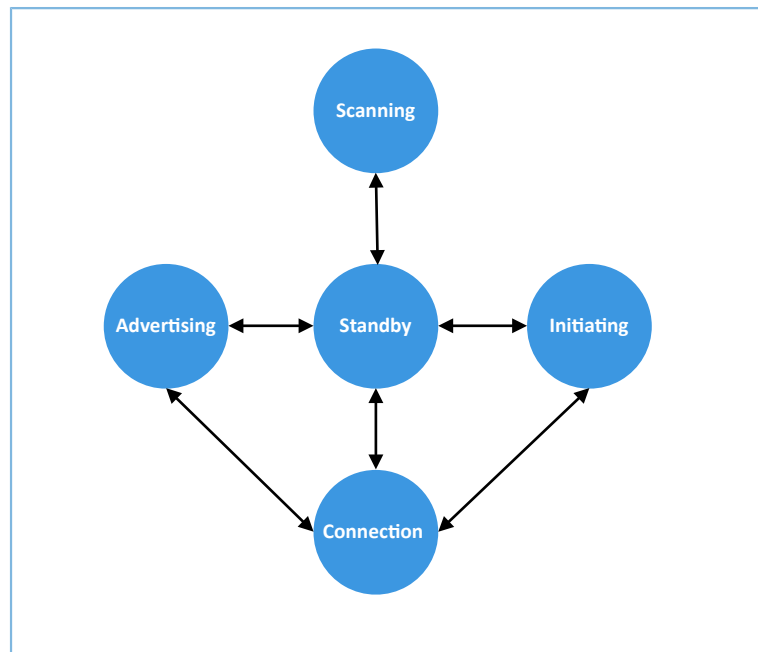 Scanning
Advertising
Standby
Initiating
Connection